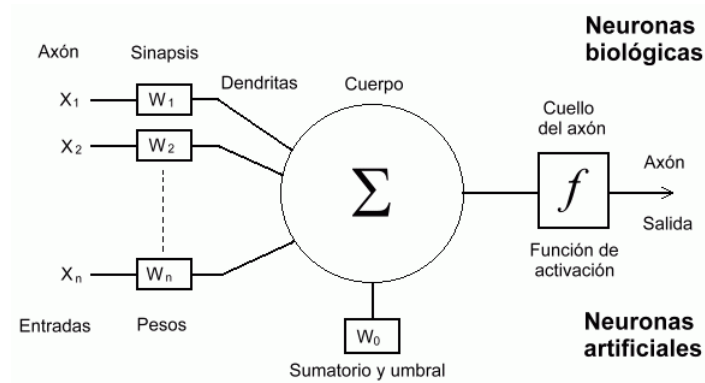 Neuronas
biológicas
Axón
Sinapsis
Dendritas
Cuerpo
Cuello
del axón
X1
W1
X2
W2
Σ
f
Axón
Salida
Función de
activación
Xn
Wn
Entradas
Pesos
W0
Sumatorio y umbral
Neuronas
artificiales